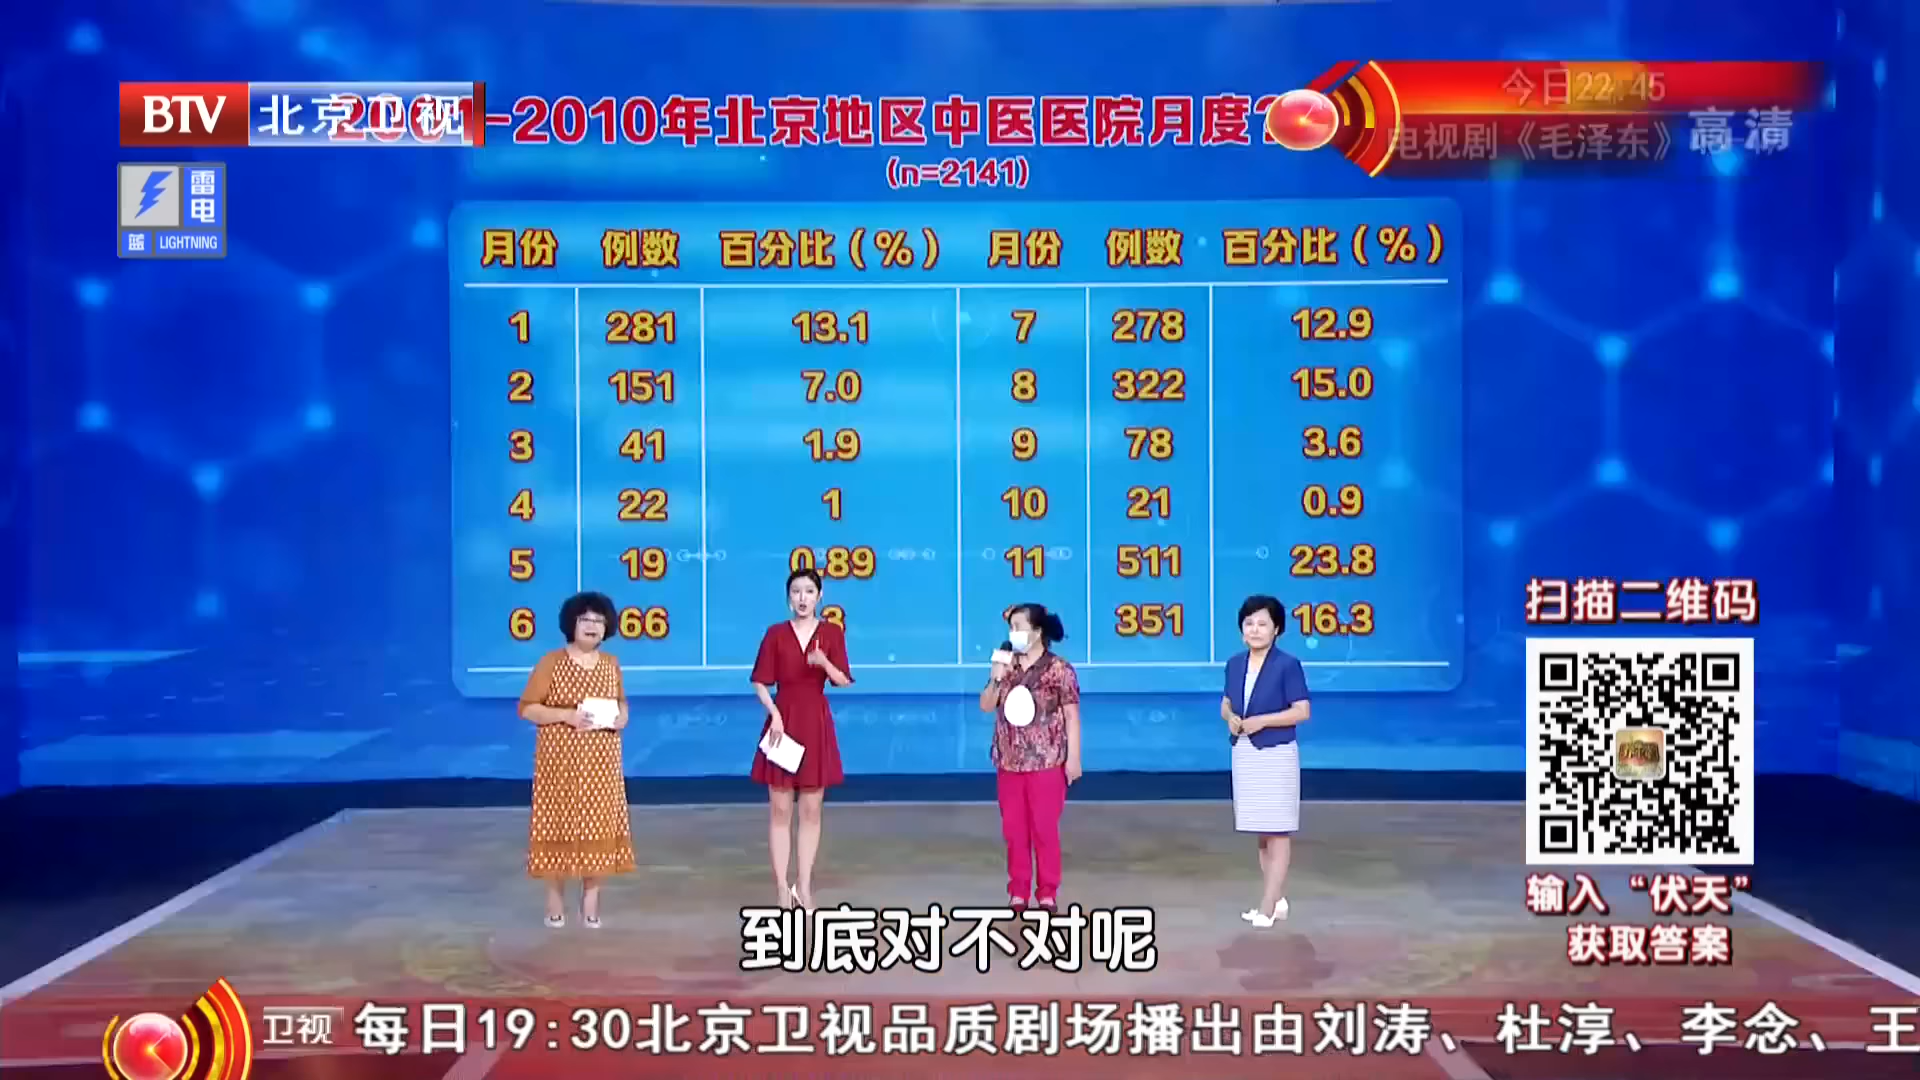 BTV 北京卫视
-2010年北京地区中医医院月度?
(n=2141)
今日22:45
电视剧《毛泽东》
高清
雷电
蓝 LIGHTNING
月份 例数 百分比(%) 月份 例数 百分比(%)
1 281 13.1 7 278 12.9
2 151 7.0 8 322 15.0
3 41 1.9 9 78 3.6
4 22 1 10 21 0.9
5 19 0.89 11 511 23.8
6 66 3 351 16.3
扫描二维码
输入“伏天”
获取答案
到底对不对呢
卫视 每日19:30北京卫视品质剧场播出由刘涛、杜淳、李念、王